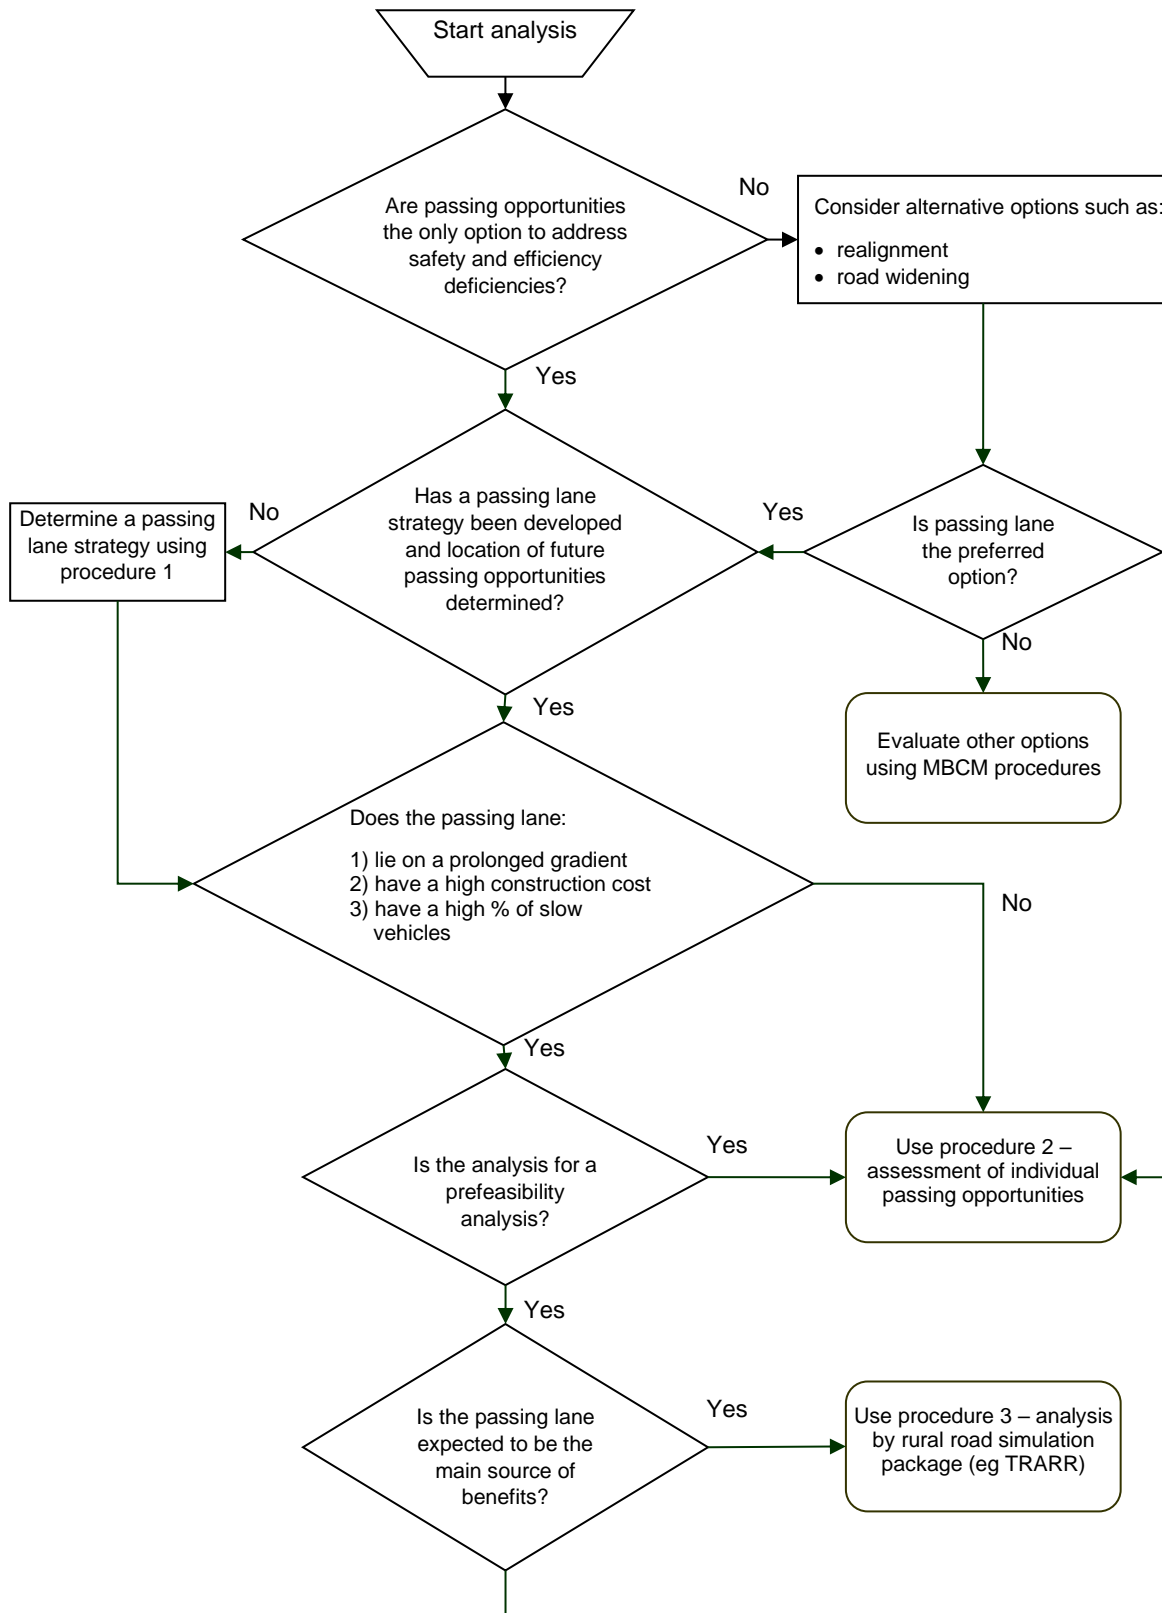 Start analysis
Are passing opportunities
the only option to address
safety and efficiency
deficiencies?
No
Consider alternative options such as:
• realignment
• road widening
Yes
Has a passing lane
strategy been developed
and location of future
passing opportunities
determined?
No
Determine a passing
lane strategy using
procedure 1
Yes
Is passing lane
the preferred
option?
No
Evaluate other options
using MBCM procedures
Yes
Does the passing lane:
1) lie on a prolonged gradient
2) have a high construction cost
3) have a high % of slow
vehicles
No
Yes
Is the analysis for a
prefeasibility
analysis?
Yes
Use procedure 2 –
assessment of individual
passing opportunities
Yes
Is the passing lane
expected to be the
main source of
benefits?
Yes
Use procedure 3 – analysis
by rural road simulation
package (eg TRARR)